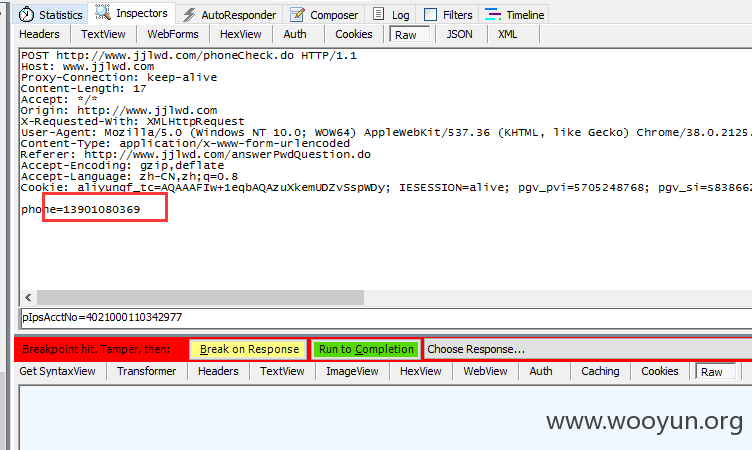 Statistics Inspectors AutoResponder Composer Log Filters Timeline
Headers TextView WebForms HexView Auth Cookies Raw JSON XML
POST http://www.jjlwd.com/phoneCheck.do HTTP/1.1
Host: www.jjlwd.com
Proxy-Connection: keep-alive
Content-Length: 17
Accept: */*
Origin: http://www.jjlwd.com
X-Requested-With: XMLHttpRequest
User-Agent: Mozilla/5.0 (Windows NT 10.0; WOW64) AppleWebKit/537.36 (KHTML, like Gecko) Chrome/38.0.2125.
Content-Type: application/x-www-form-urlencoded
Referer: http://www.jjlwd.com/answerPwdQuestion.do
Accept-Encoding: gzip,deflate
Accept-Language: zh-CN,zh;q=0.8
Cookie: aliyungf_tc=AQAAAFIw+1eqbAQAzuXkemUDZvSspWDy; IESESSION=alive; pgv_pvi=5705248768; pgv_si=s838662
phone=13901080369
pIpsAcctNo=4021000110342977
Breakpoint hit. Tamper, then: Break on Response Run to Completion Choose Response...
Get SyntaxView Transformer Headers TextView ImageView HexView WebView Auth Caching Cookies Raw
www.wooyun.org